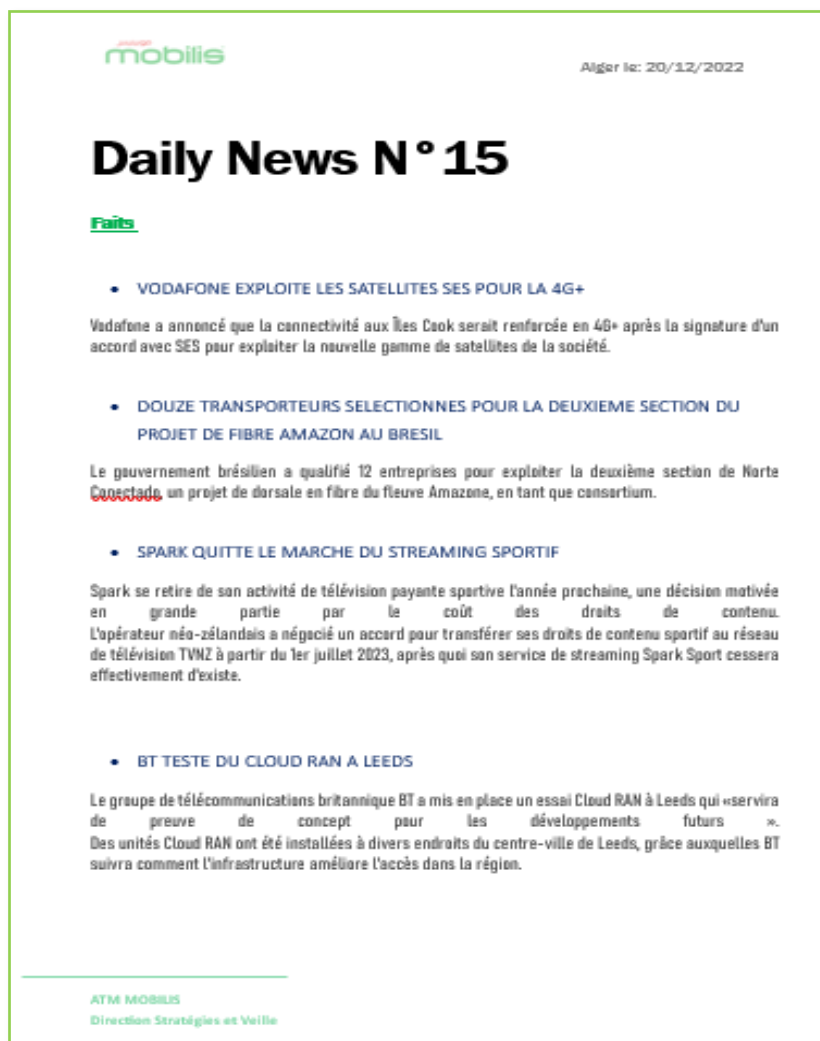 mobilis
Alger le: 20/12/2022
Daily News N°15
Faits
• VODAFONE EXPLOITE LES SATELLITES SES POUR LA 4G+
Vodafone a annoncé que la connectivité aux Îles Cook serait renforcée en 4G+ après la signature d'un
accord avec SES pour exploiter la nouvelle gamme de satellites de la société.
• DOUZE TRANSPORTEURS SELECTIONNES POUR LA DEUXIEME SECTION DU
PROJET DE FIBRE AMAZON AU BRESIL
Le gouvernement brésilien a qualifié 12 entreprises pour exploiter la deuxième section de Norte
Conectado, un projet de dorsale en fibre du fleuve Amazone, en tant que consortium.
• SPARK QUITTE LE MARCHE DU STREAMING SPORTIF
Spark se retire de son activité de télévision payante sportive l'année prochaine, une décision motivée
en grande partie par le coût des droits de contenu.
L'opérateur néo-zélandais a négocié un accord pour transférer ses droits de contenu sportif au réseau
de télévision TVNZ à partir du 1er juillet 2023, après quoi son service de streaming Spark Sport cessera
effectivement d'existe.
• BT TESTE DU CLOUD RAN A LEEDS
Le groupe de télécommunications britannique BT a mis en place un essai Cloud RAN à Leeds qui «servira
de preuve de concept pour les développements futurs ».
Des unités Cloud RAN ont été installées à divers endroits du centre-ville de Leeds, grâce auxquelles BT
suivra comment l'infrastructure améliore l'accès dans la région.
ATM MOBILIS
Direction Stratégies et Veille